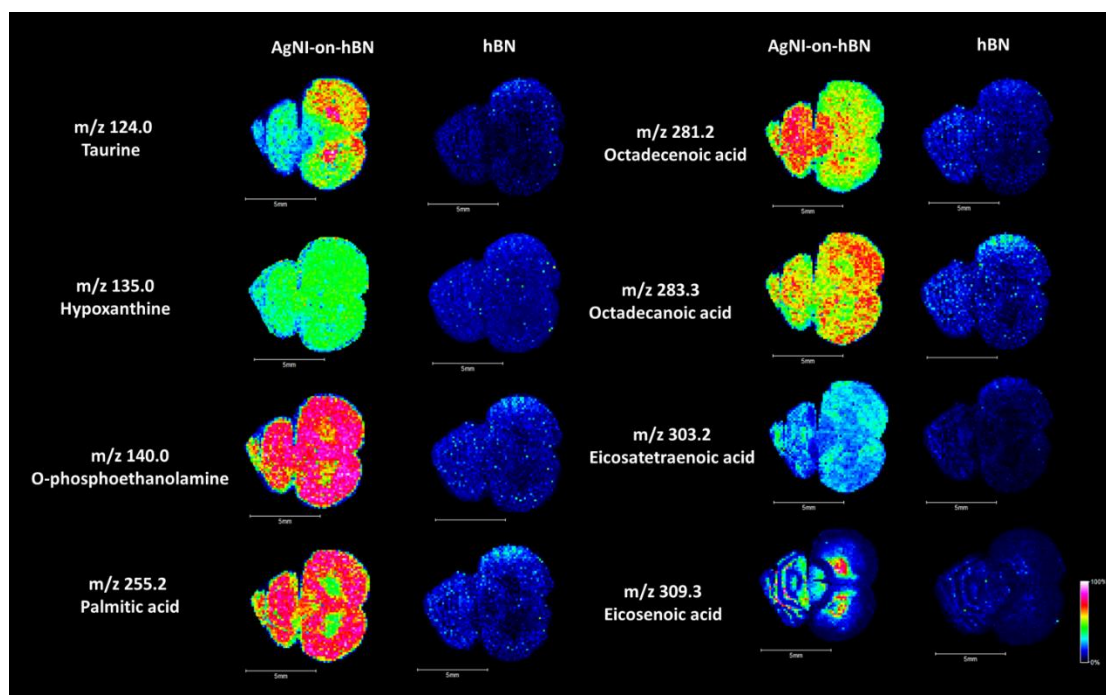 AgNI-on-hBN hBN AgNI-on-hBN hBN
m/z 124.0
Taurine
5mm
5mm
m/z 281.2
Octadecenoic acid
5mm
5mm
m/z 135.0
Hypoxanthine
5mm
5mm
m/z 283.3
Octadecanoic acid
5mm
m/z 140.0
O-phosphoethanolamine
5mm
m/z 303.2
Eicosatetraenoic acid
5mm
5mm
m/z 255.2
Palmitic acid
5mm
5mm
m/z 309.3
Eicosenoic acid
5mm
5mm
100%
0%